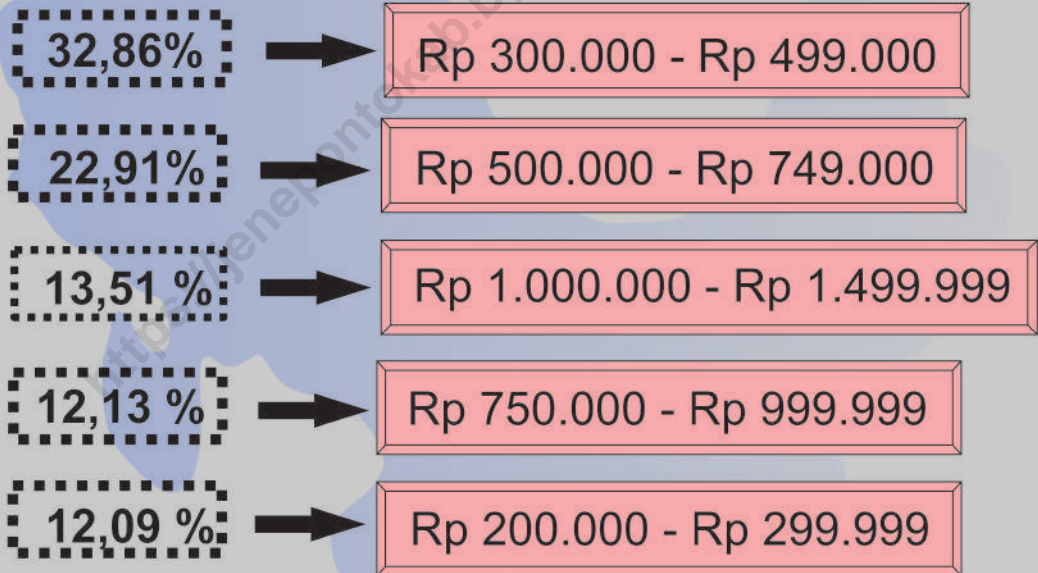 32,86% Rp 300.000 - Rp 499.000
22,91% Rp 500.000 - Rp 749.000
13,51 % Rp 1.000.000 - Rp 1.499.999
12,13 % Rp 750.000 - Rp 999.999
12,09 % Rp 200.000 - Rp 299.999
https://jenepontokab.b